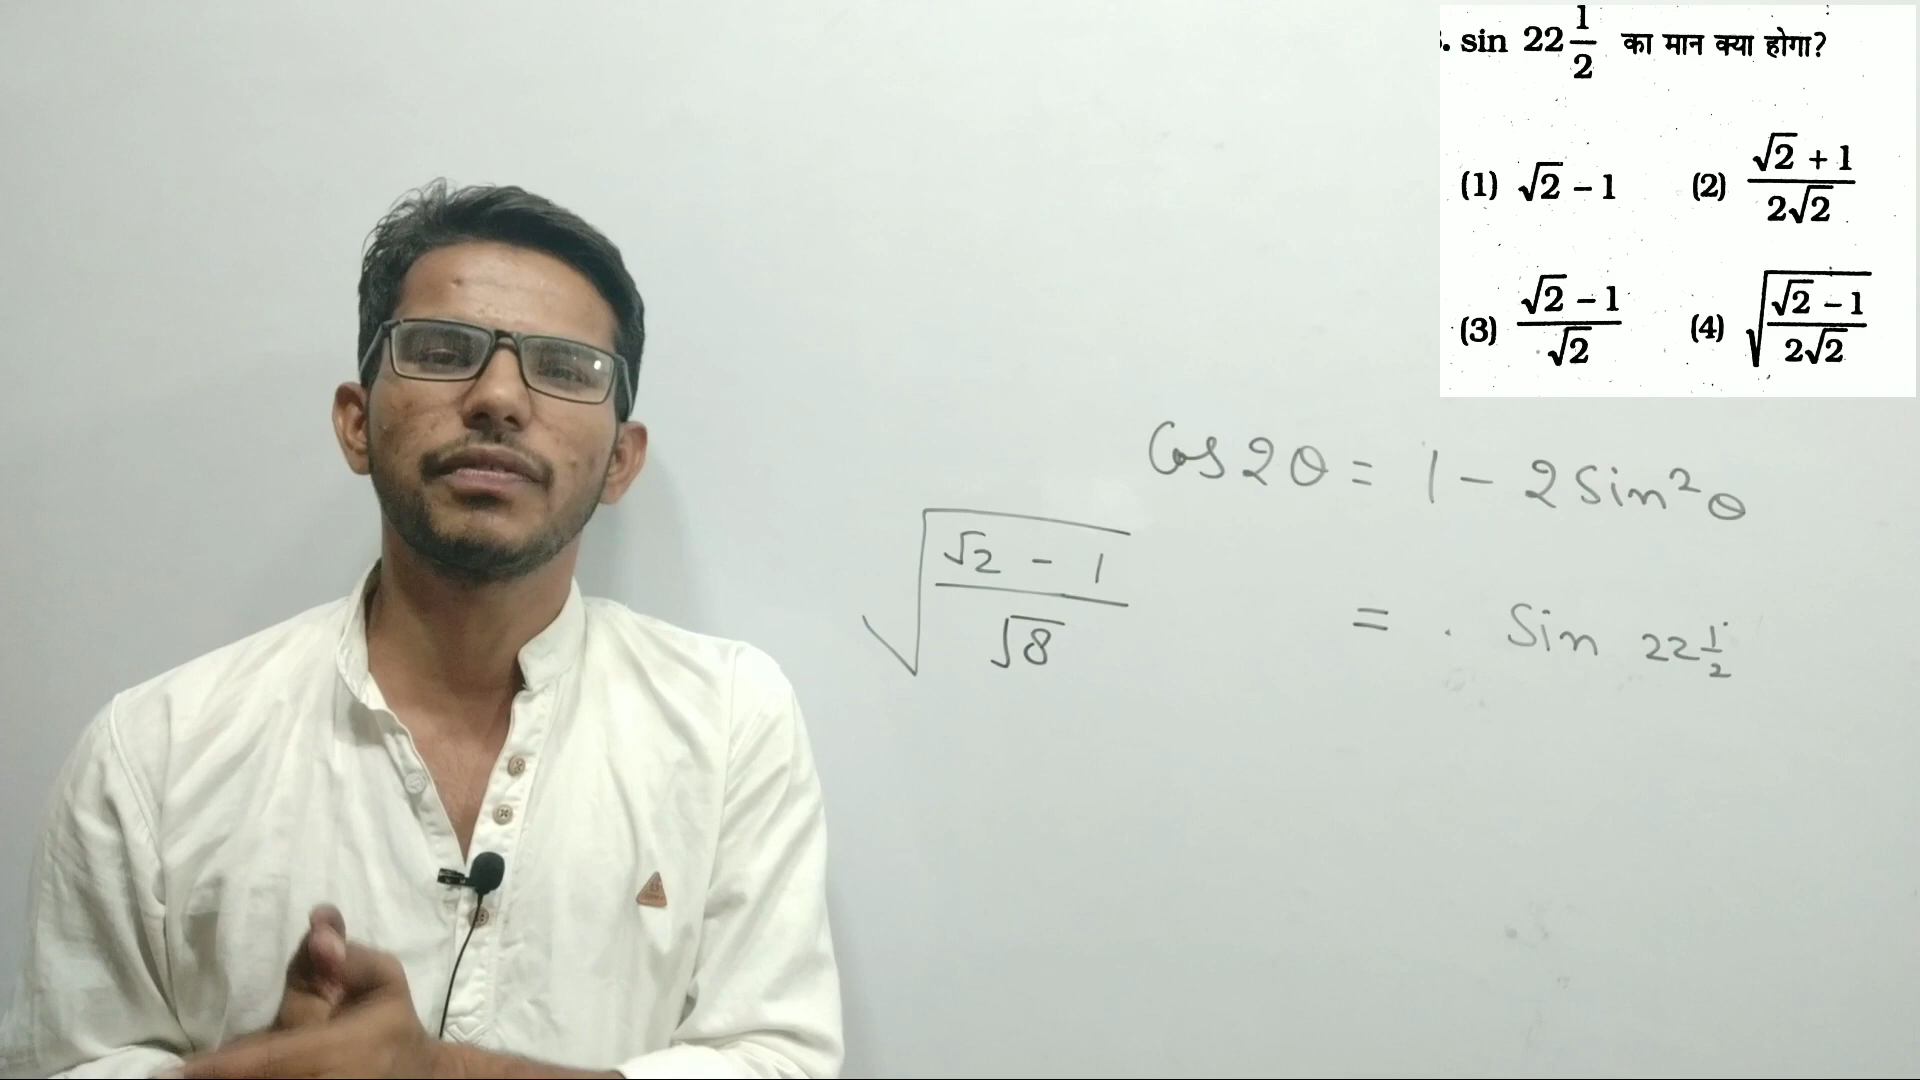 . sin 22 1/2 का मान क्या होगा?
(1) √2 – 1 (2) (√2 + 1)/(2√2)
(3) (√2 – 1)/√2 (4) √((√2 – 1)/(2√2))
Cos 2θ = 1 – 2 Sin²θ
√((√2 – 1)/√8) = . Sin 22 1/2